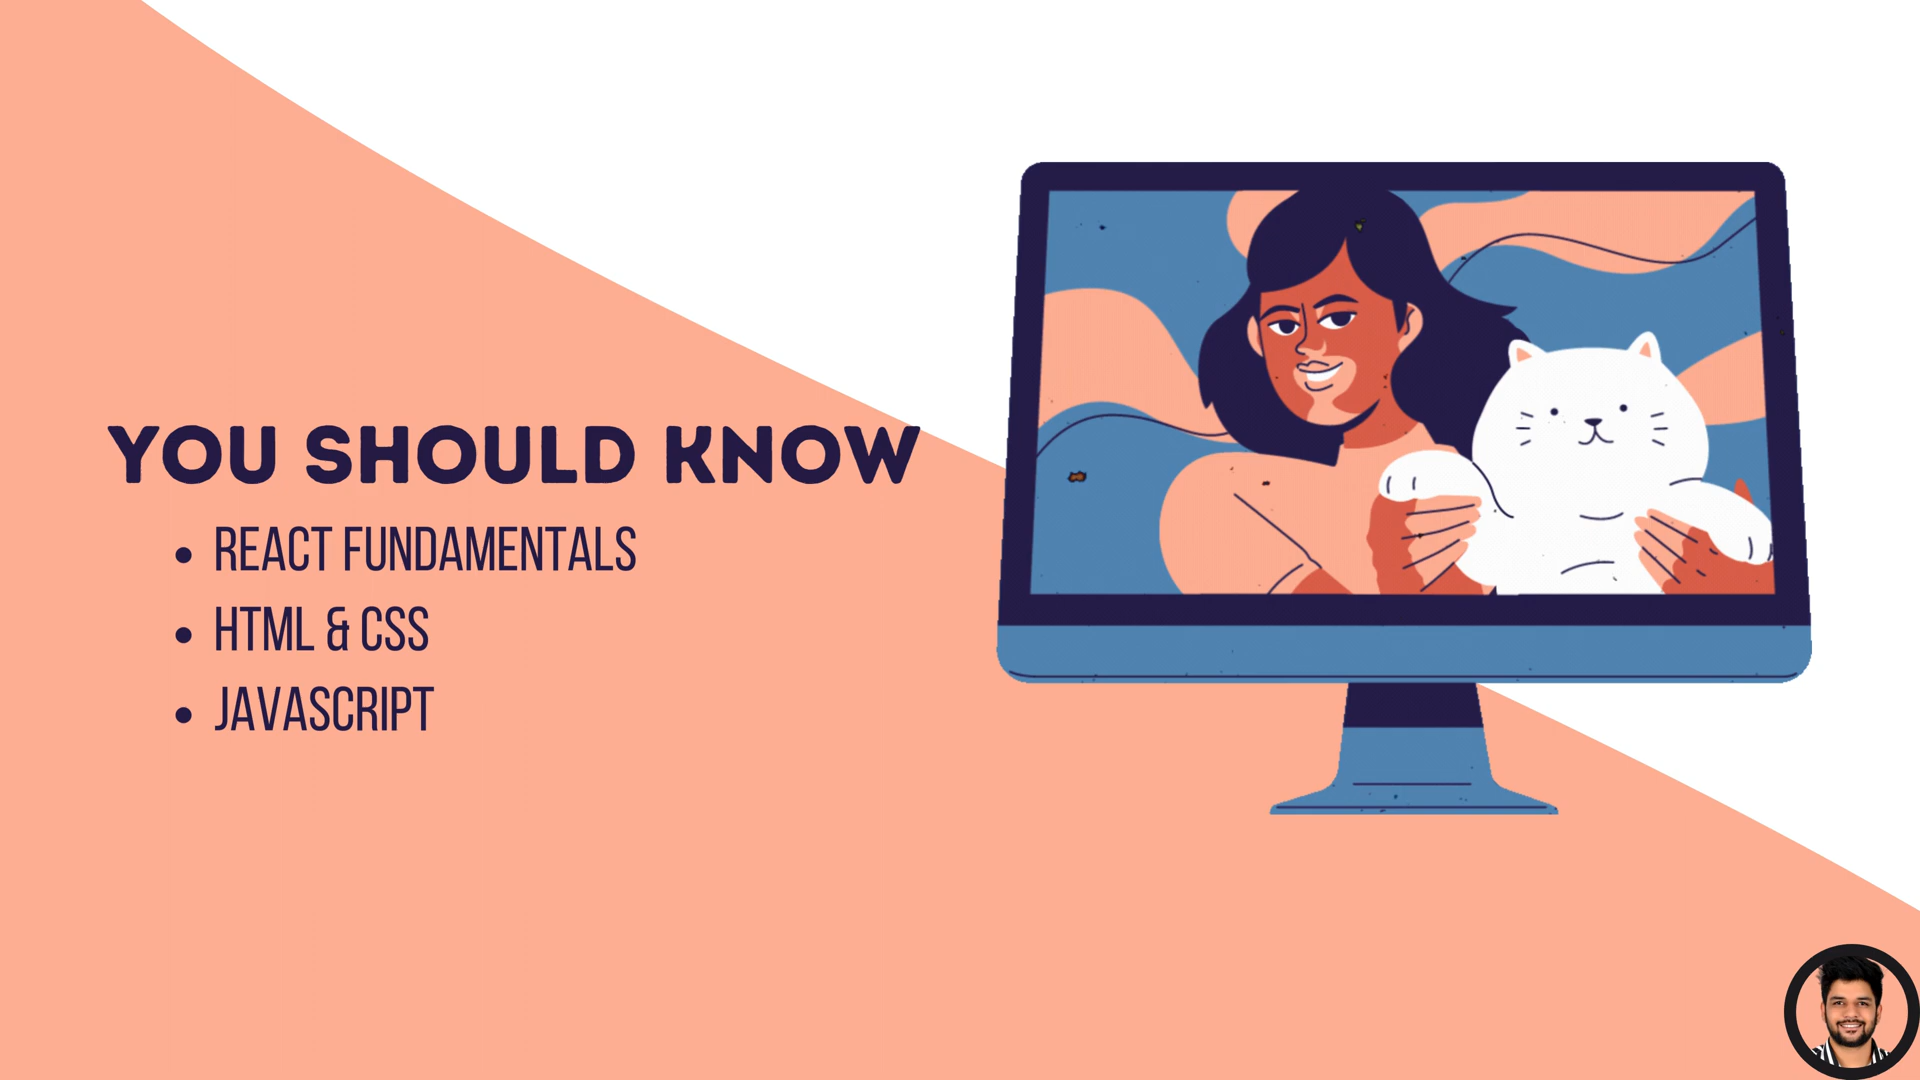 YOU SHOULD KNOW
• REACT FUNDAMENTALS
• HTML & CSS
• JAVASCRIPT